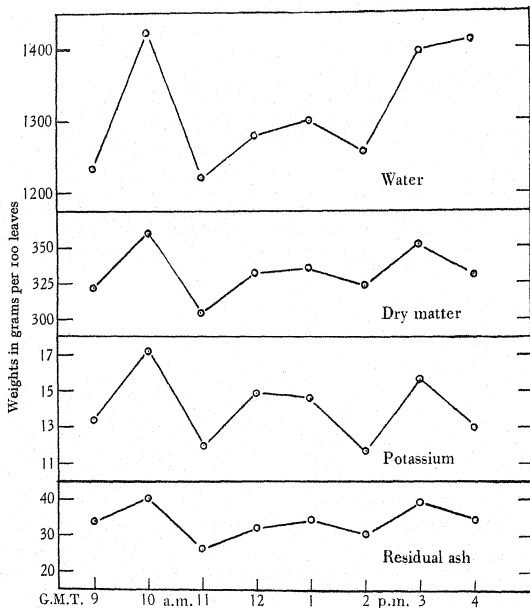 Weights in grams per 100 leaves
1400
1300
1200
Water
350
325
300
Dry matter
17
15
13
11
Potassium
40
30
20
Residual ash
G.M.T. 9 10 a.m. 11 12 1 2 p.m. 3 4